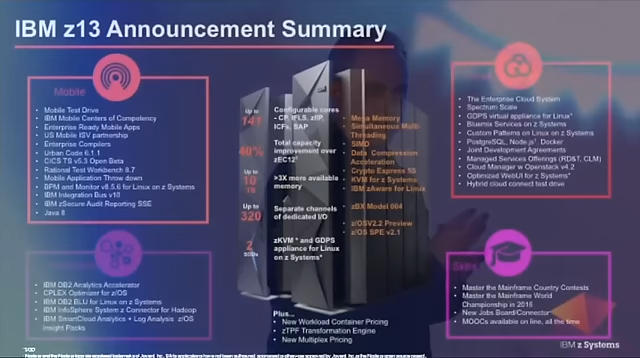 IBM z13 Announcement Summary
Mobile
• Mobile Test Drive
• IBM Mobile Centers of Competency
• Enterprise Ready Mobile Apps
• US Mobile ISV partnership
• Enterprise Compilers
• Urban Code 6.1.1
• CICS TS v5.3 Open Beta
• Rational Test Workbench 8.7
• Mobile Application Throw down
• BPM and Monitor v8.5.6 for Linux on z Systems
• IBM Integration Bus v10
• IBM zSecure Audit Reporting SSE
• Java 8
• IBM DB2 Analytics Accelerator
• CPLEX Optimizer for z/OS
• IBM DB2 BLU for Linux on z Systems
• IBM InfoSphere System z Connector for Hadoop
• IBM SmartCloud Analytics • Log Analysis z/OS
Insight Packs
Up to
141
Configurable cores
- CP, IFLS, zIIP,
ICFs, SAP
40%
Total capacity
improvement over
zEC12
Up to
10
TB
>3X more available
memory
Up to
320
Separate channels
of dedicated I/O
2
zKVM * and GDPS
appliance for Linux
on z Systems*
Plus...
• New Workload Container Pricing
• zTPF Transformation Engine
• New Multiplex Pricing
• Mega Memory
• Simultaneous Multi-
Threading
• SIMD
• Data Compression
Acceleration
• Crypto Express 5S
• KVM for z Systems
• IBM zAware for Linux
• zBX Model 004
• z/OSV2.2 Preview
• z/OS SPE v2.1
• The Enterprise Cloud System
• Spectrum Scale
• GDPS virtual appliance for Linux*
• Bluemix Services on z Systems
• Custom Patterns on Linux on z Systems
• PostgreSQL, Node.js, Docker
• Joint Development Agreements
• Managed Services Offerings (RD&T, CLM)
• Cloud Manager w Openstack v4.2
• Optimized WebUI for z Systems*
• Hybrid cloud connect test drive
Skills
• Master the Mainframe Country Contests
• Master the Mainframe World
Championship in 2016
• New Jobs Board/Connector
• MOOCs available on line, all the time
IBM z Systems
*SOD